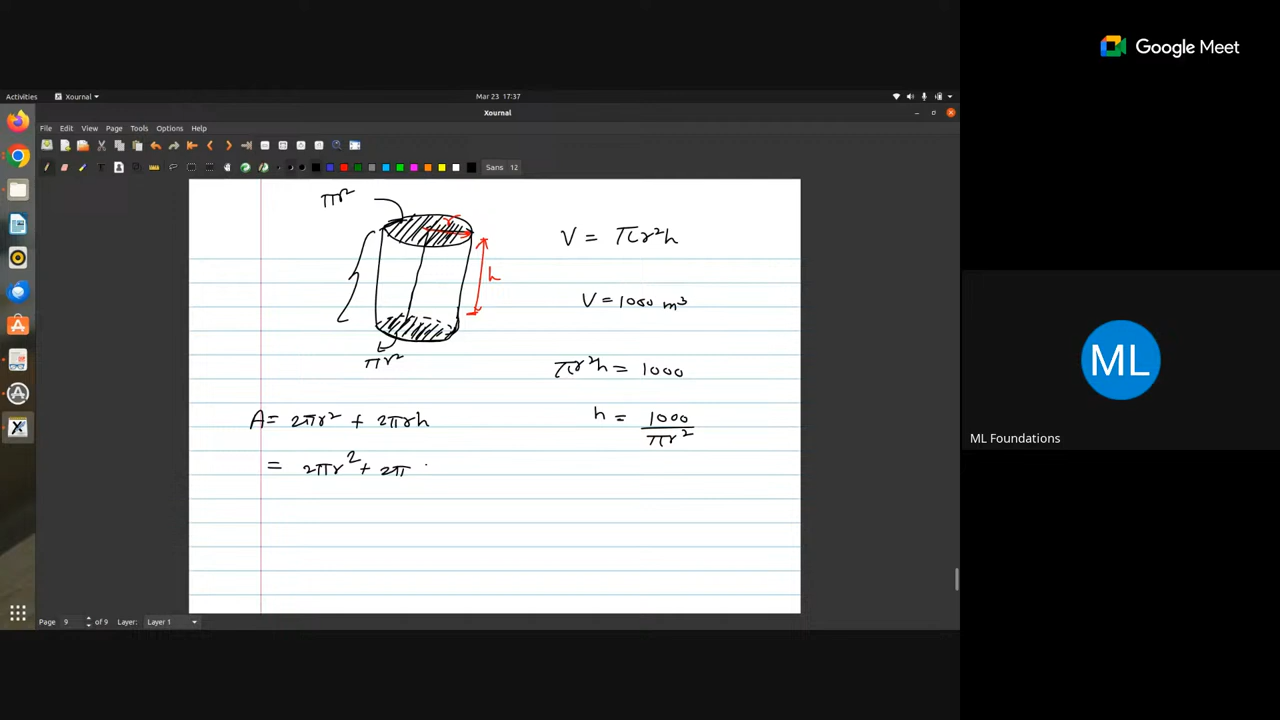 Google Meet
Activities
Xournal
Mar 23 17:37
Xournal
File Edit View Page Tools Options Help
Sans 12
πr²
r
h
πr²
V = πr²h
V = 1000 m³
πr²h = 1000
h = 1000
πr²
A = 2πr² + 2πrh
= 2πr² + 2π
ML
ML Foundations
Page 9 of 9 Layer: Layer 1